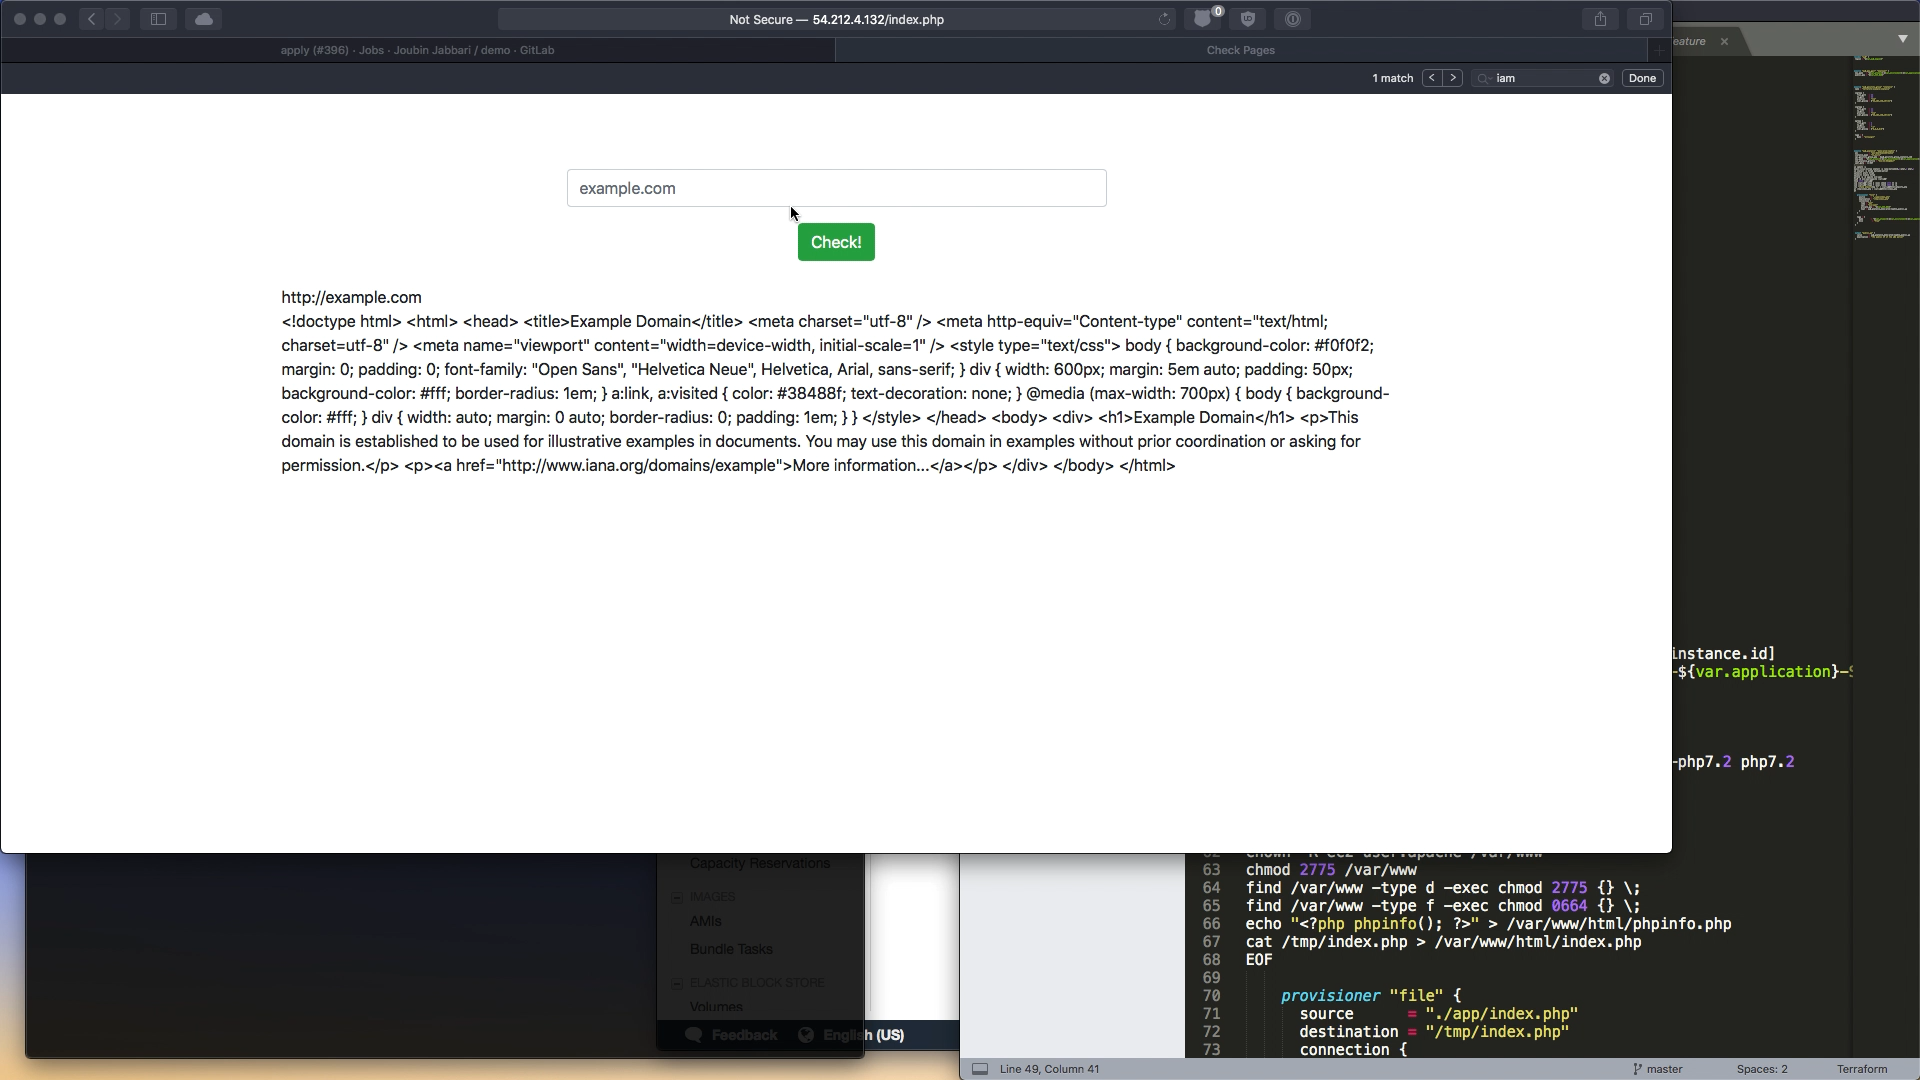 Not Secure — 54.212.4.132/index.php
0
apply (#396) · Jobs · Joubin Jabbari / demo · GitLab
Check Pages
eature
1 match
iam
Done
example.com
Check!
http://example.com
<!doctype html> <html> <head> <title>Example Domain</title> <meta charset="utf-8" /> <meta http-equiv="Content-type" content="text/html;
charset=utf-8" /> <meta name="viewport" content="width=device-width, initial-scale=1" /> <style type="text/css"> body { background-color: #f0f0f2;
margin: 0; padding: 0; font-family: "Open Sans", "Helvetica Neue", Helvetica, Arial, sans-serif; } div { width: 600px; margin: 5em auto; padding: 50px;
background-color: #fff; border-radius: 1em; } a:link, a:visited { color: #38488f; text-decoration: none; } @media (max-width: 700px) { body { background-
color: #fff; } div { width: auto; margin: 0 auto; border-radius: 0; padding: 1em; } } </style> </head> <body> <div> <h1>Example Domain</h1> <p>This
domain is established to be used for illustrative examples in documents. You may use this domain in examples without prior coordination or asking for
permission.</p> <p><a href="http://www.iana.org/domains/example">More information...</a></p> </div> </body> </html>
instance.id]
-${var.application}-
-php7.2 php7.2
Capacity Reservations
IMAGES
AMIs
Bundle Tasks
ELASTIC BLOCK STORE
Volumes
Feedback
English (US)
63 chmod 2775 /var/www
64 find /var/www -type d -exec chmod 2775 {} \;
65 find /var/www -type f -exec chmod 0664 {} \;
66 echo "<?php phpinfo(); ?>" > /var/www/html/phpinfo.php
67 cat /tmp/index.php > /var/www/html/index.php
68 EOF
69
70 provisioner "file" {
71 source = "./app/index.php"
72 destination = "/tmp/index.php"
73 connection {
Line 49, Column 41
master
Spaces: 2
Terraform